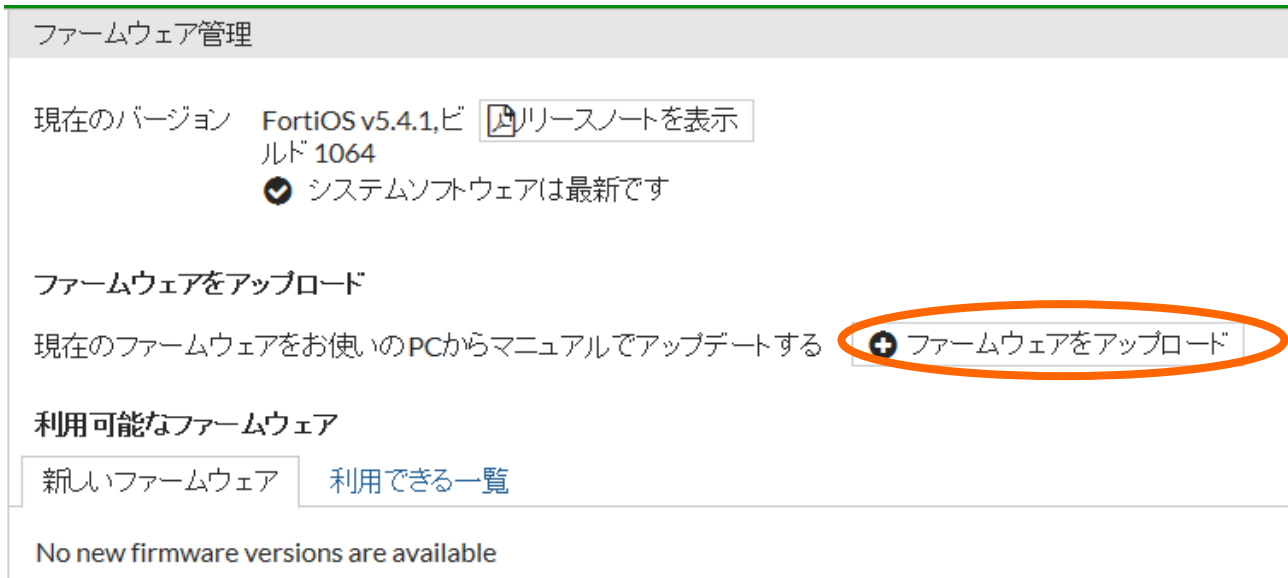 ファームウェア管理
現在のバージョン FortiOS v5.4.1,ビ リリースノートを表示
ルド 1064
システムソフトウェアは最新です
ファームウェアをアップロード
現在のファームウェアをお使いのPCからマニュアルでアップデートする ファームウェアをアップロード
利用可能なファームウェア
新しいファームウェア 利用できる一覧
No new firmware versions are available